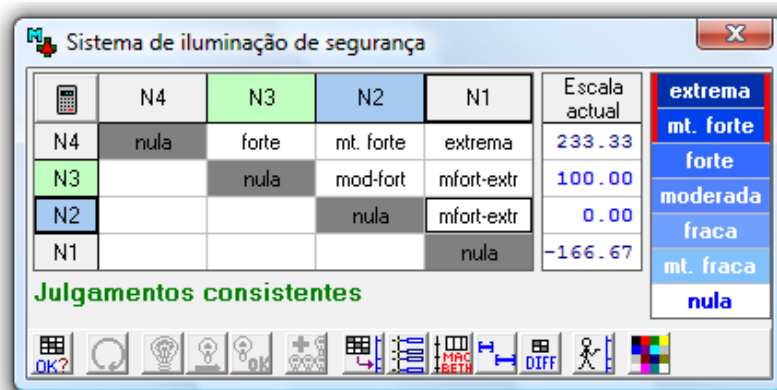 Sistema de iluminação de segurança
N4 N3 N2 N1 Escala actual
N4 nula forte mt. forte extrema 233.33
N3 nula mod-fort mfort-extr 100.00
N2 nula mfort-extr 0.00
N1 nula -166.67
extrema
mt. forte
forte
moderada
fraca
mt. fraca
nula
Julgamentos consistentes
OK? OK MAC BETH DIFF